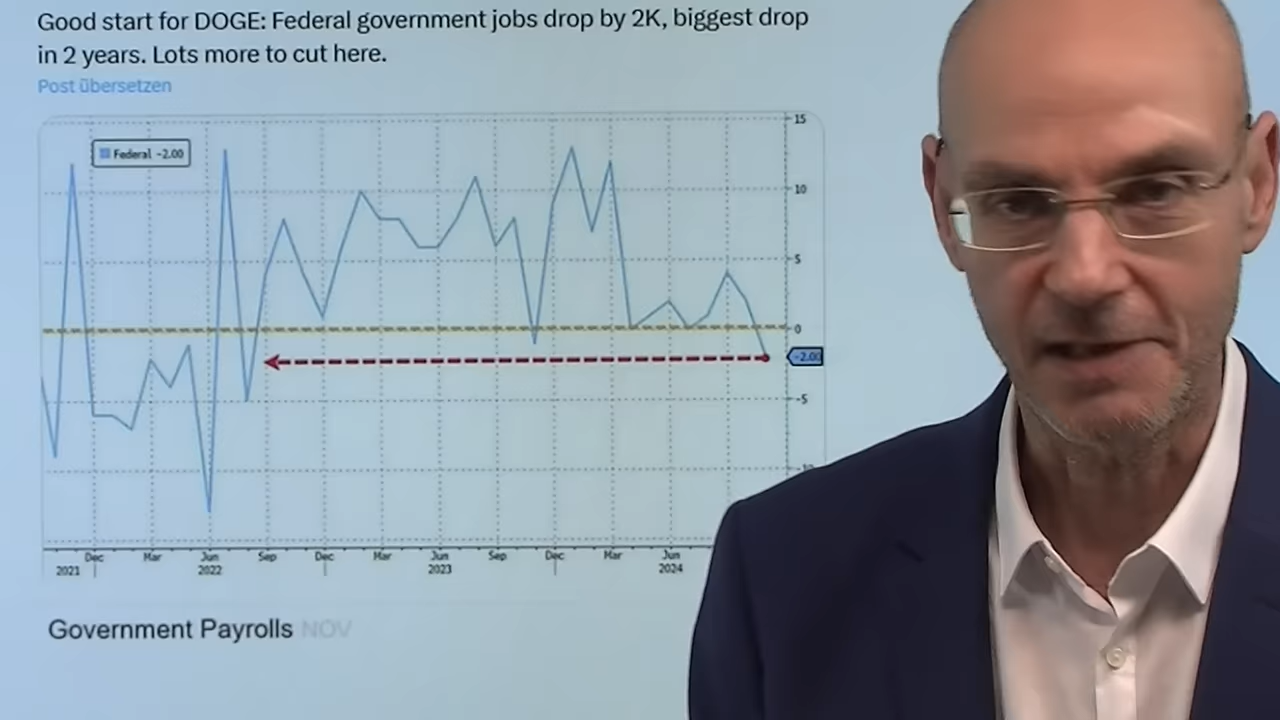 Good start for DOGE: Federal government jobs drop by 2K, biggest drop
in 2 years. Lots more to cut here.
Post übersetzen
15
Federal -2.00
10
5
0
-2.00
-5
-10
Dec Mar Jun Sep Dec Mar Jun Sep Dec Mar Jun
2021 2022 2023 2024
Government Payrolls NOV